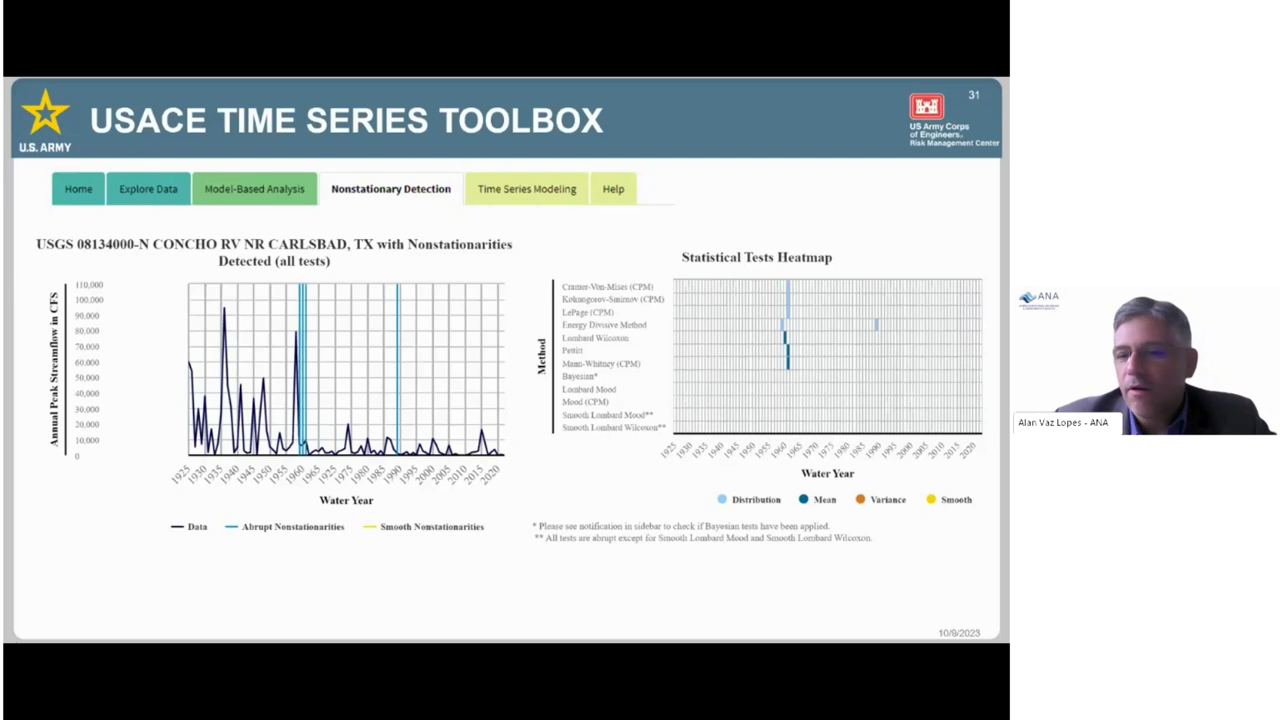 31
USACE TIME SERIES TOOLBOX
U.S. ARMY
US Army Corps
of Engineers®
Risk Management Center
Home
Explore Data
Model-Based Analysis
Nonstationary Detection
Time Series Modeling
Help
USGS 08134000-N CONCHO RV NR CARLSBAD, TX with Nonstationarities
Detected (all tests)
Annual Peak Streamflow in CFS
110,000
100,000
90,000
80,000
70,000
60,000
50,000
40,000
30,000
20,000
10,000
0
1925 1930 1935 1940 1945 1950 1955 1960 1965 1970 1975 1980 1985 1990 1995 2000 2005 2010 2015 2020
Water Year
Data
Abrupt Nonstationarities
Smooth Nonstationarities
Statistical Tests Heatmap
Method
Cramer-Von-Mises (CPM)
Kolmogorov-Smirnov (CPM)
LePage (CPM)
Energy Divisive Method
Lombard Wilcoxon
Pettitt
Mann-Whitney (CPM)
Bayesian*
Lombard Mood
Mood (CPM)
Smooth Lombard Mood**
Smooth Lombard Wilcoxon**
1925 1930 1935 1940 1945 1950 1955 1960 1965 1970 1975 1980 1985 1990 1995 2000 2005 2010 2015 2020
Water Year
Distribution
Mean
Variance
Smooth
* Please see notification in sidebar to check if Bayesian tests have been applied.
** All tests are abrupt except for Smooth Lombard Mood and Smooth Lombard Wilcoxon.
10/9/2023
ANA
Alan Vaz Lopes - ANA